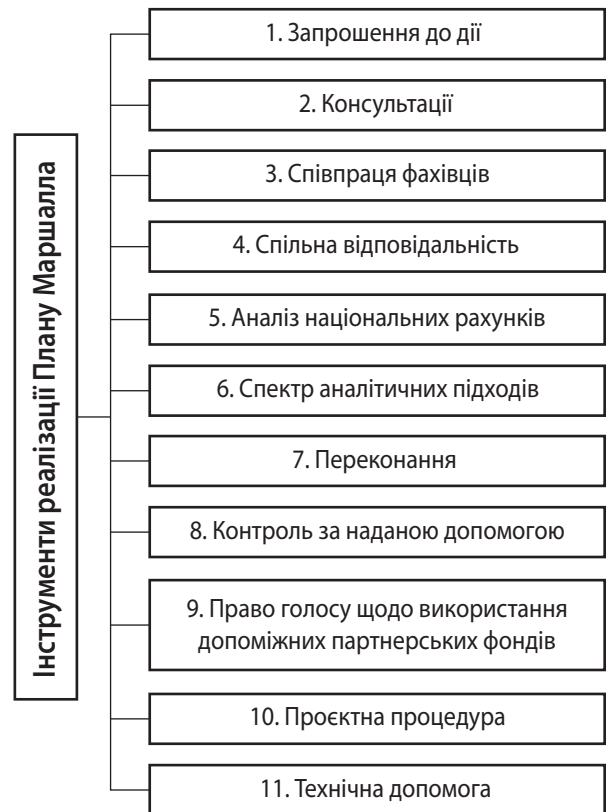 Інструменти реалізації Плану Маршалла
1. Запрошення до дії
2. Консультації
3. Співпраця фахівців
4. Спільна відповідальність
5. Аналіз національних рахунків
6. Спектр аналітичних підходів
7. Переконання
8. Контроль за наданою допомогою
9. Право голосу щодо використання
допоміжних партнерських фондів
10. Проєктна процедура
11. Технічна допомога